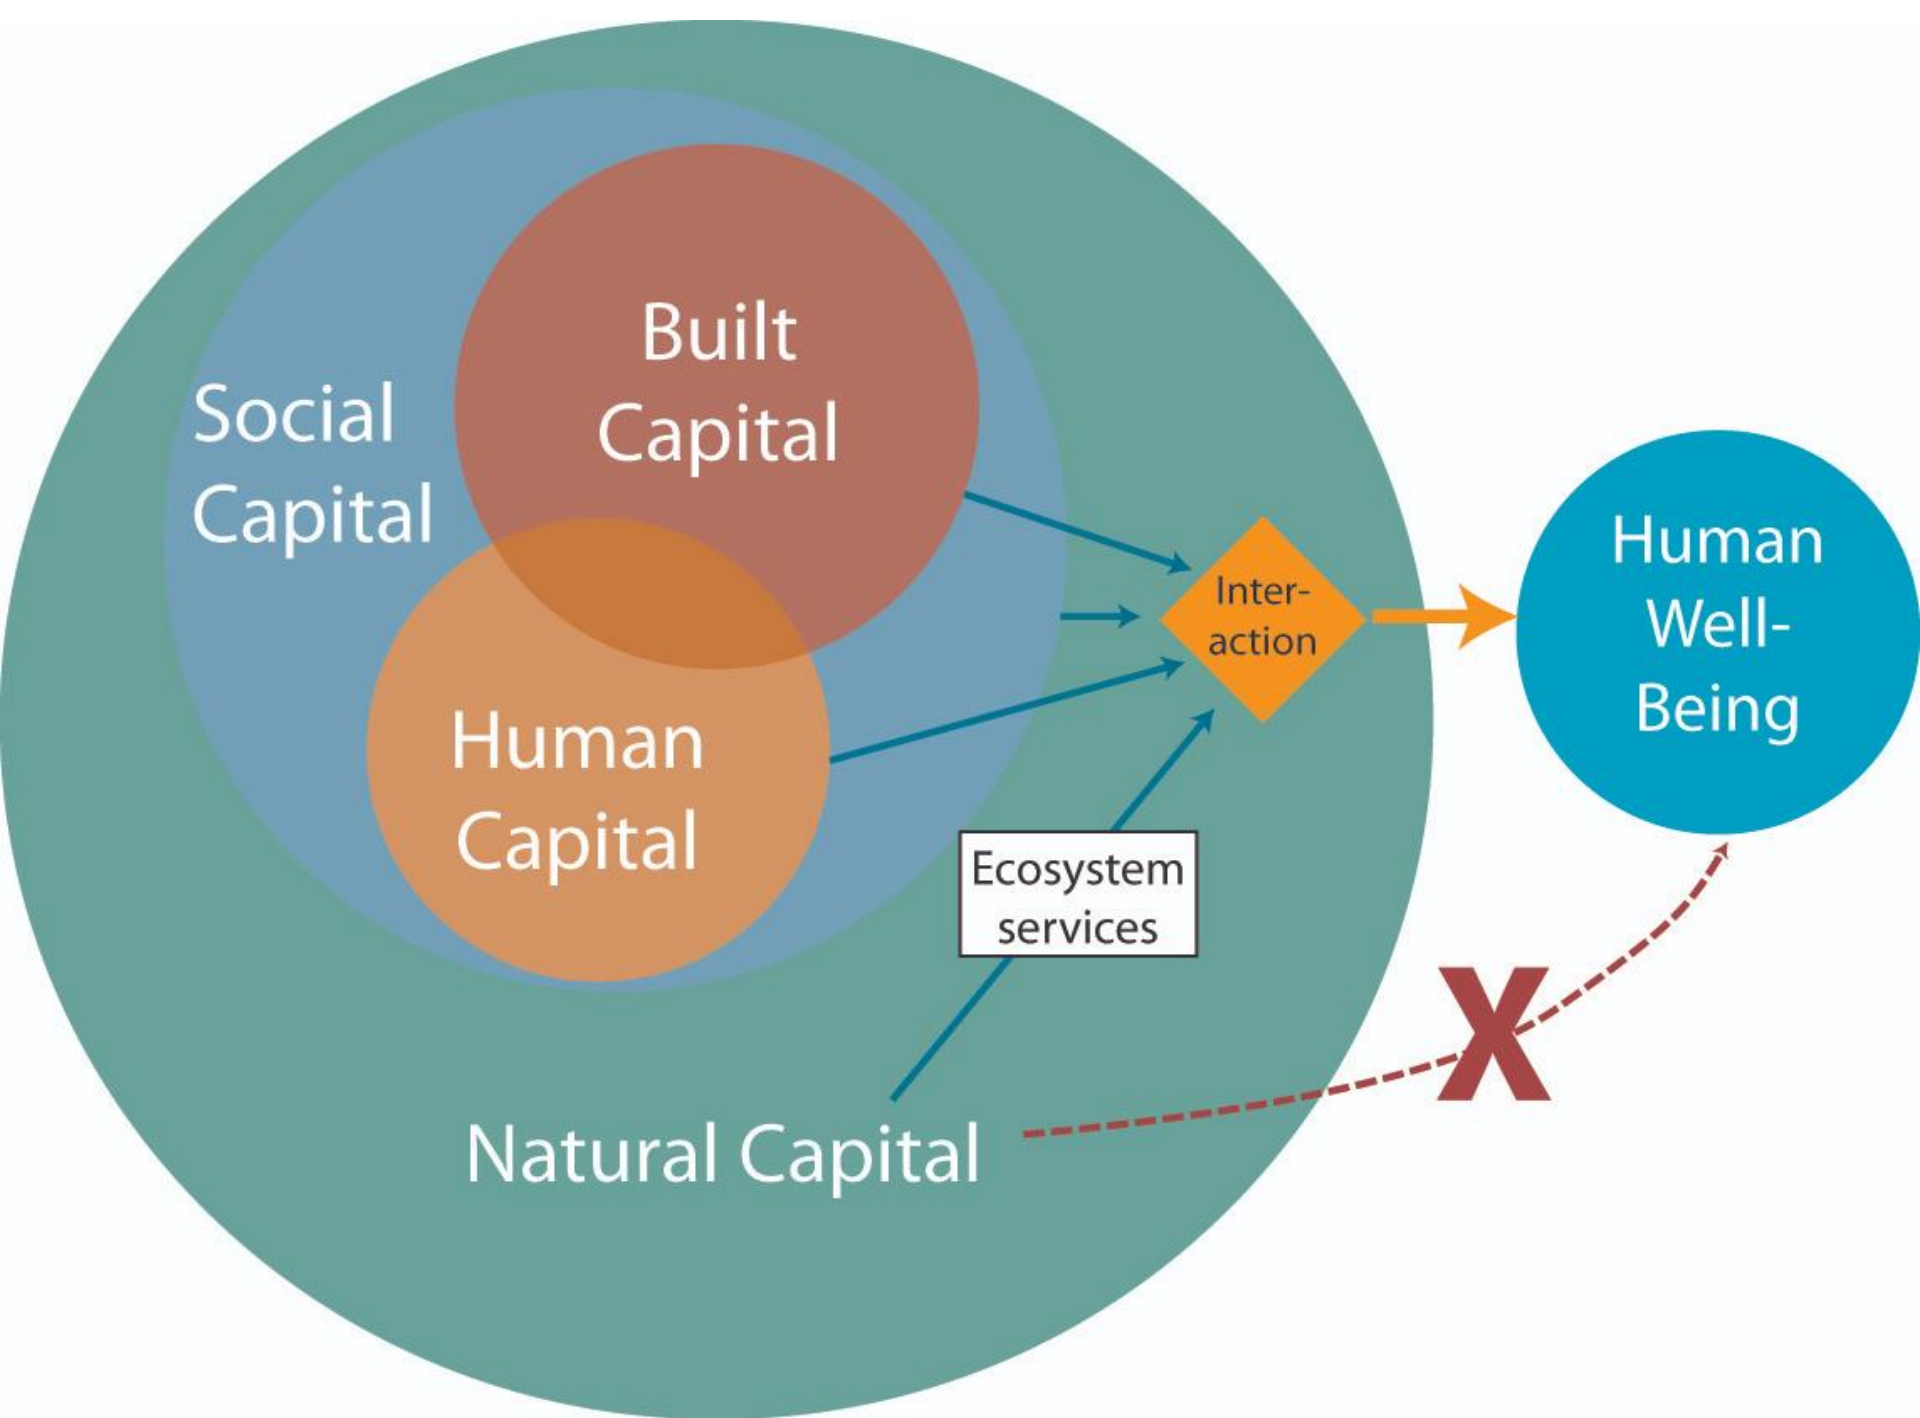 Built
Capital
Social
Capital
Human
Capital
Inter-
action
Human
Well-
Being
Ecosystem
services
X
Natural Capital